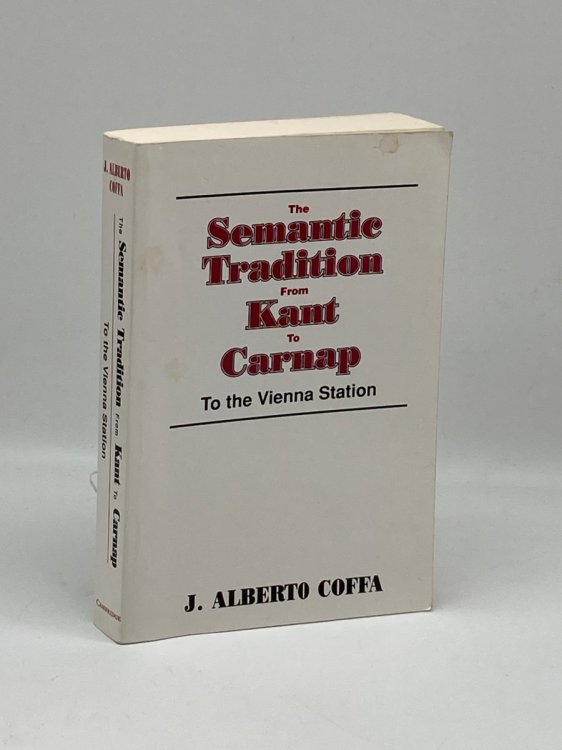 The
Semantic
Tradition
From
Kant
To
Carnap
To the Vienna Station
J. ALBERTO COFFA
J. ALBERTO
COFFA
The Semantic Tradition From Kant To Carnap
To the Vienna Station
CAMBRIDGE